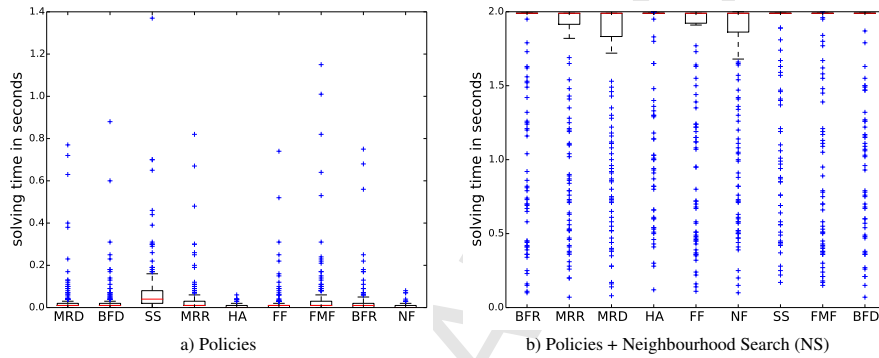 1.4
1.2
1.0
0.8
0.6
0.4
0.2
0.0
solving time in seconds
MRD BFD SS MRR HA FF FMF BFR NF
a) Policies
2.0
1.5
1.0
0.5
0.0
solving time in seconds
BFR MRR MRD HA FF NF SS FMF BFD
b) Policies + Neighbourhood Search (NS)